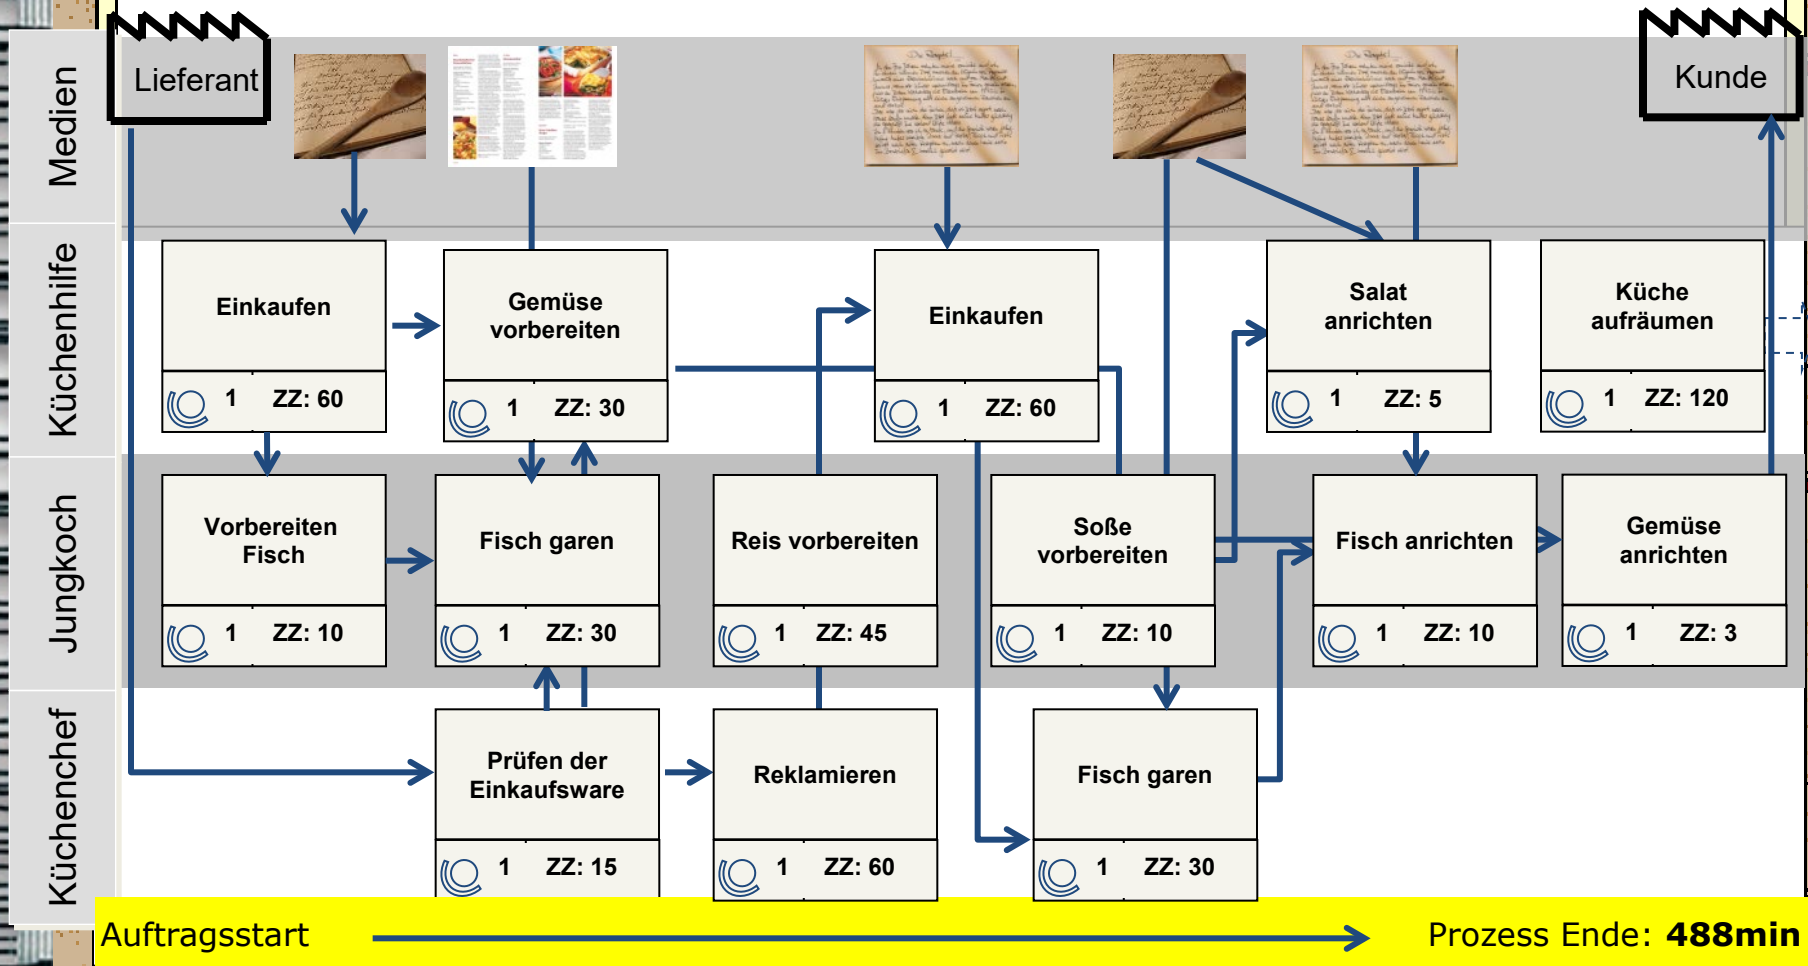 Lieferant
Kunde
Medien
Küchenhilfe
Einkaufen
1 ZZ: 60
Gemüse
vorbereiten
1 ZZ: 30
Einkaufen
1 ZZ: 60
Salat
anrichten
1 ZZ: 5
Küche
aufräumen
1 ZZ: 120
Jungkoch
Vorbereiten
Fisch
1 ZZ: 10
Fisch garen
1 ZZ: 30
Reis vorbereiten
1 ZZ: 45
Soße
vorbereiten
1 ZZ: 10
Fisch anrichten
1 ZZ: 10
Gemüse
anrichten
1 ZZ: 3
Küchenchef
Prüfen der
Einkaufsware
1 ZZ: 15
Reklamieren
1 ZZ: 60
Fisch garen
1 ZZ: 30
Auftragsstart
Prozess Ende: 488min